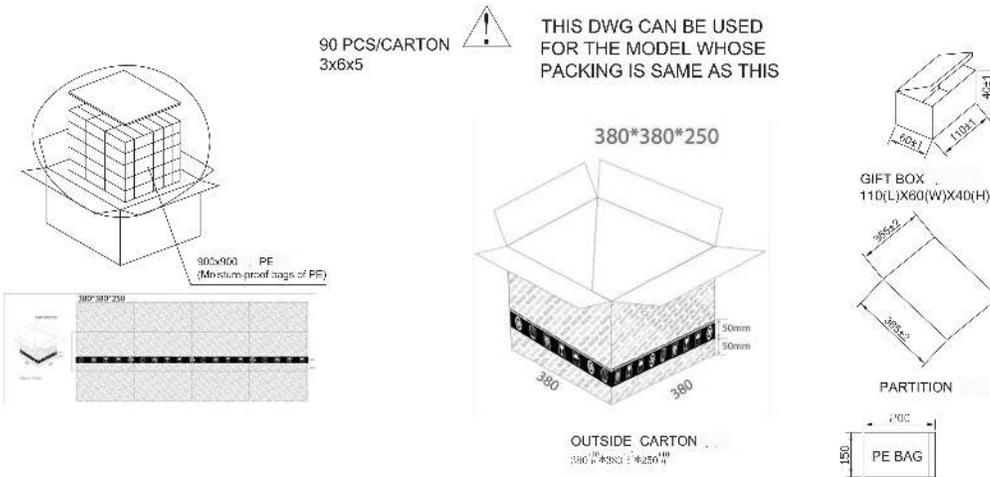 90 PCS/CARTON
3x6x5
!
THIS DWG CAN BE USED
FOR THE MODEL WHOSE
PACKING IS SAME AS THIS
900x900 PE
(Moisture-proof bags of PE)
380*380*250
380*380*250
50mm
50mm
380
380
OUTSIDE CARTON
40±1
60±1
110±1
GIFT BOX
110(L)X60(W)X40(H)
365±2
365±2
PARTITION
200
150
PE BAG